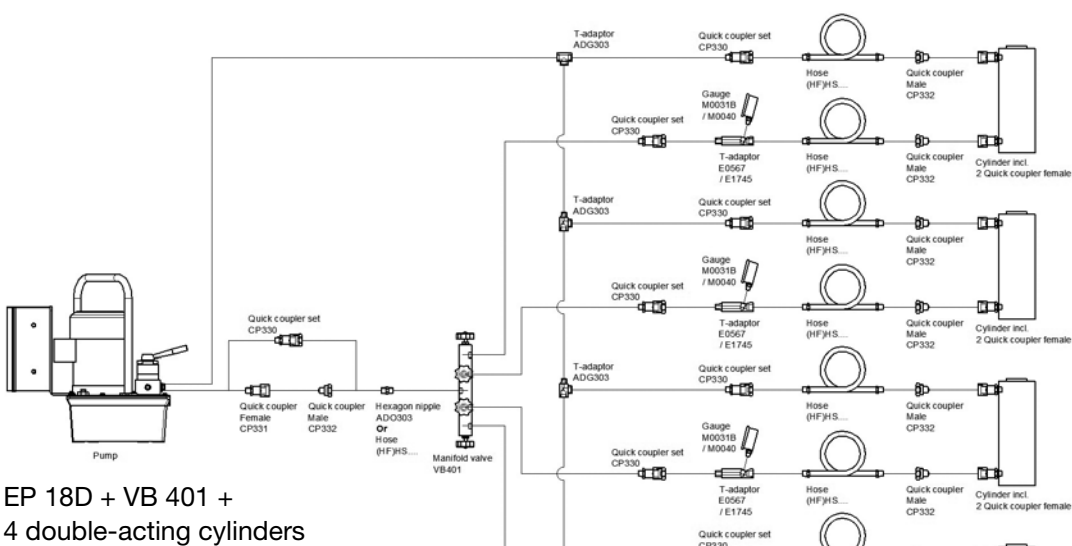 T-adaptor
ADG303
Quick coupler set
CP330
Hose
(HF)HS....
Quick coupler
Male
CP332
Gauge
M0031B
/ M0040
Quick coupler set
CP330
T-adaptor
E0567
/ E1745
Hose
(HF)HS....
Quick coupler
Male
CP332
Cylinder incl.
2 Quick coupler female
T-adaptor
ADG303
Quick coupler set
CP330
Hose
(HF)HS....
Quick coupler
Male
CP332
Gauge
M0031B
/ M0040
Quick coupler set
CP330
T-adaptor
E0567
/ E1745
Hose
(HF)HS....
Quick coupler
Male
CP332
Cylinder incl.
2 Quick coupler female
Quick coupler set
CP330
Quick coupler
Female
CP331
Quick coupler
Male
CP332
Hexagon nipple
ADO303
Or
Hose
(HF)HS....
Manifold valve
VB401
Pump
T-adaptor
ADG303
Quick coupler set
CP330
Hose
(HF)HS....
Quick coupler
Male
CP332
Gauge
M0031B
/ M0040
Quick coupler set
CP330
T-adaptor
E0567
/ E1745
Hose
(HF)HS....
Quick coupler
Male
CP332
Cylinder incl.
2 Quick coupler female
Quick coupler set
CP330
EP 18D + VB 401 +
4 double-acting cylinders